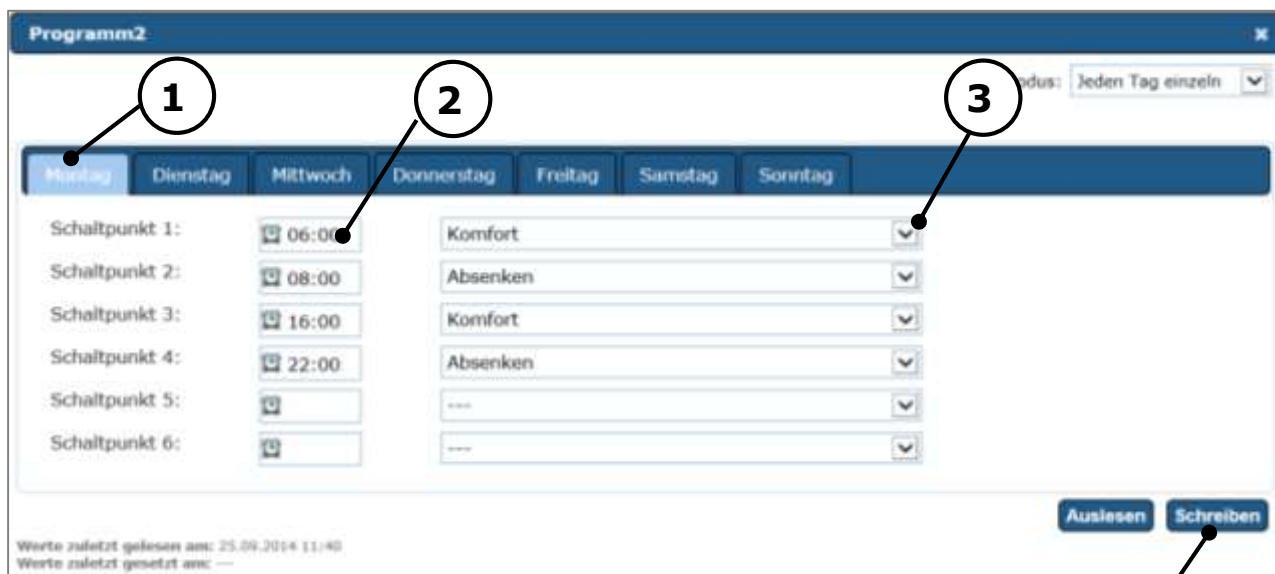 Programm2
1 2 3
odus: Jeden Tag einzeln
Montag Dienstag Mittwoch Donnerstag Freitag Samstag Sonntag
Schaltpunkt 1: 06:00 Komfort
Schaltpunkt 2: 08:00 Absenken
Schaltpunkt 3: 16:00 Komfort
Schaltpunkt 4: 22:00 Absenken
Schaltpunkt 5: ---
Schaltpunkt 6: ---
Auslesen Schreiben
Werte zuletzt gelesen am: 25.09.2014 11:40
Werte zuletzt gesetzt am: ---